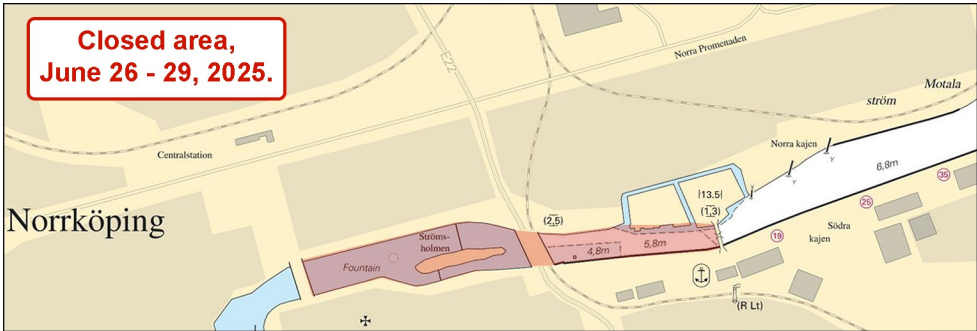 Closed area,
June 26 - 29, 2025.
E22
Norra Promenaden
Motala
ström
Centralstation
Norra kajen
6,8m
Y
Y
Y
35
|13.5|
(1,3)
25
Norrköping
(2,5)
Ströms-
holmen
Södra
kajen
19
5,8m
4,8m
Fountain
(R Lt)